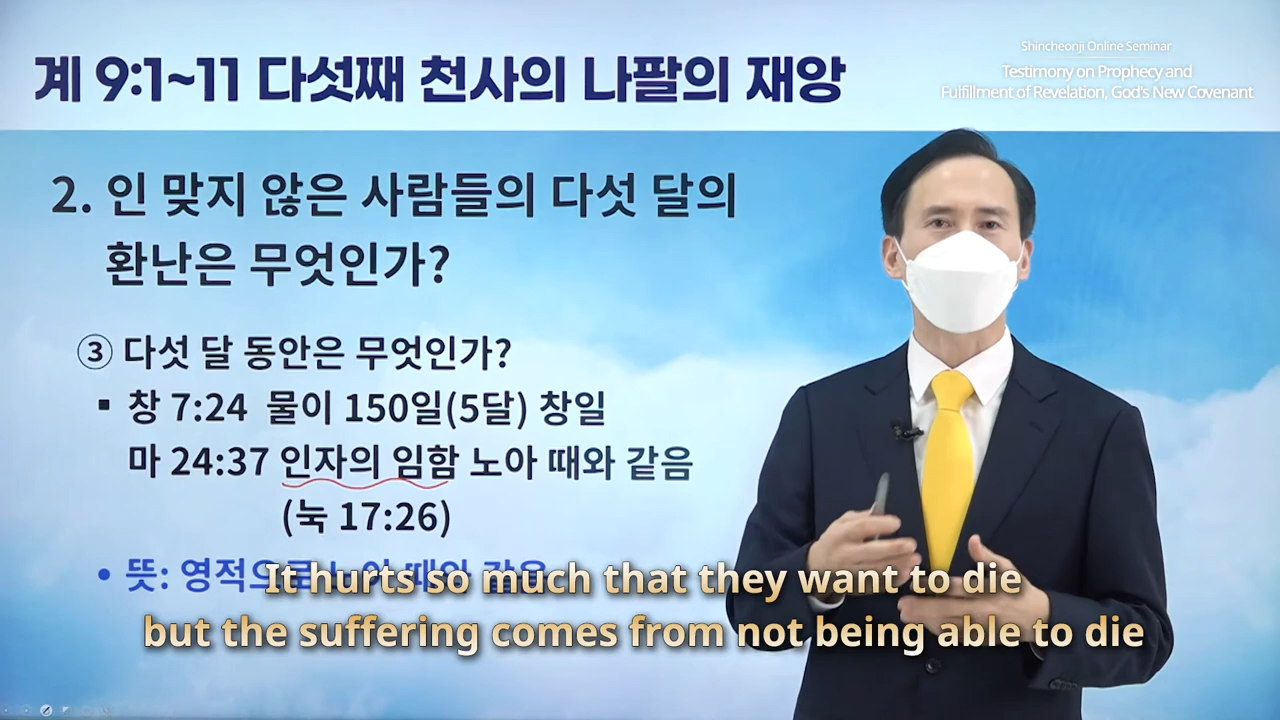 계 9:1~11 다섯째 천사의 나팔의 재앙
Shincheonji Online Seminar
Testimony on Prophecy and
Fulfillment of Revelation, God's New Covenant
2. 인 맞지 않은 사람들의 다섯 달의
환난은 무엇인가?
③ 다섯 달 동안은 무엇인가?
▪ 창 7:24 물이 150일(5달) 창일
마 24:37 인자의 임함 노아 때와 같음
(눅 17:26)
• 뜻: 영적으로 노아 때와 같음
It hurts so much that they want to die
but the suffering comes from not being able to die